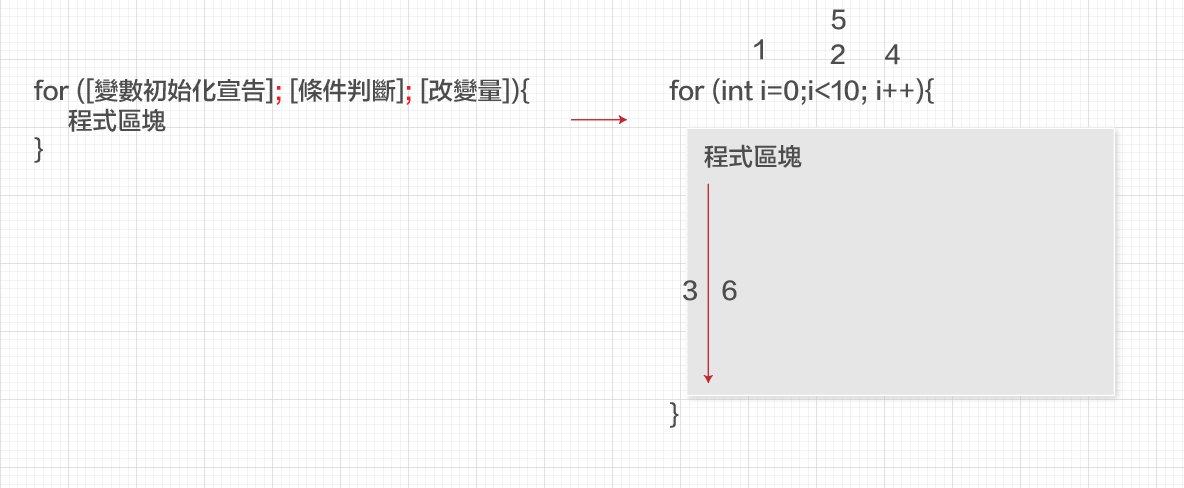 for ([變數初始化宣告]; [條件判斷]; [改變量]){
程式區塊
}
5
1 2 4
for (int i=0;i<10; i++){
程式區塊
3 6
}